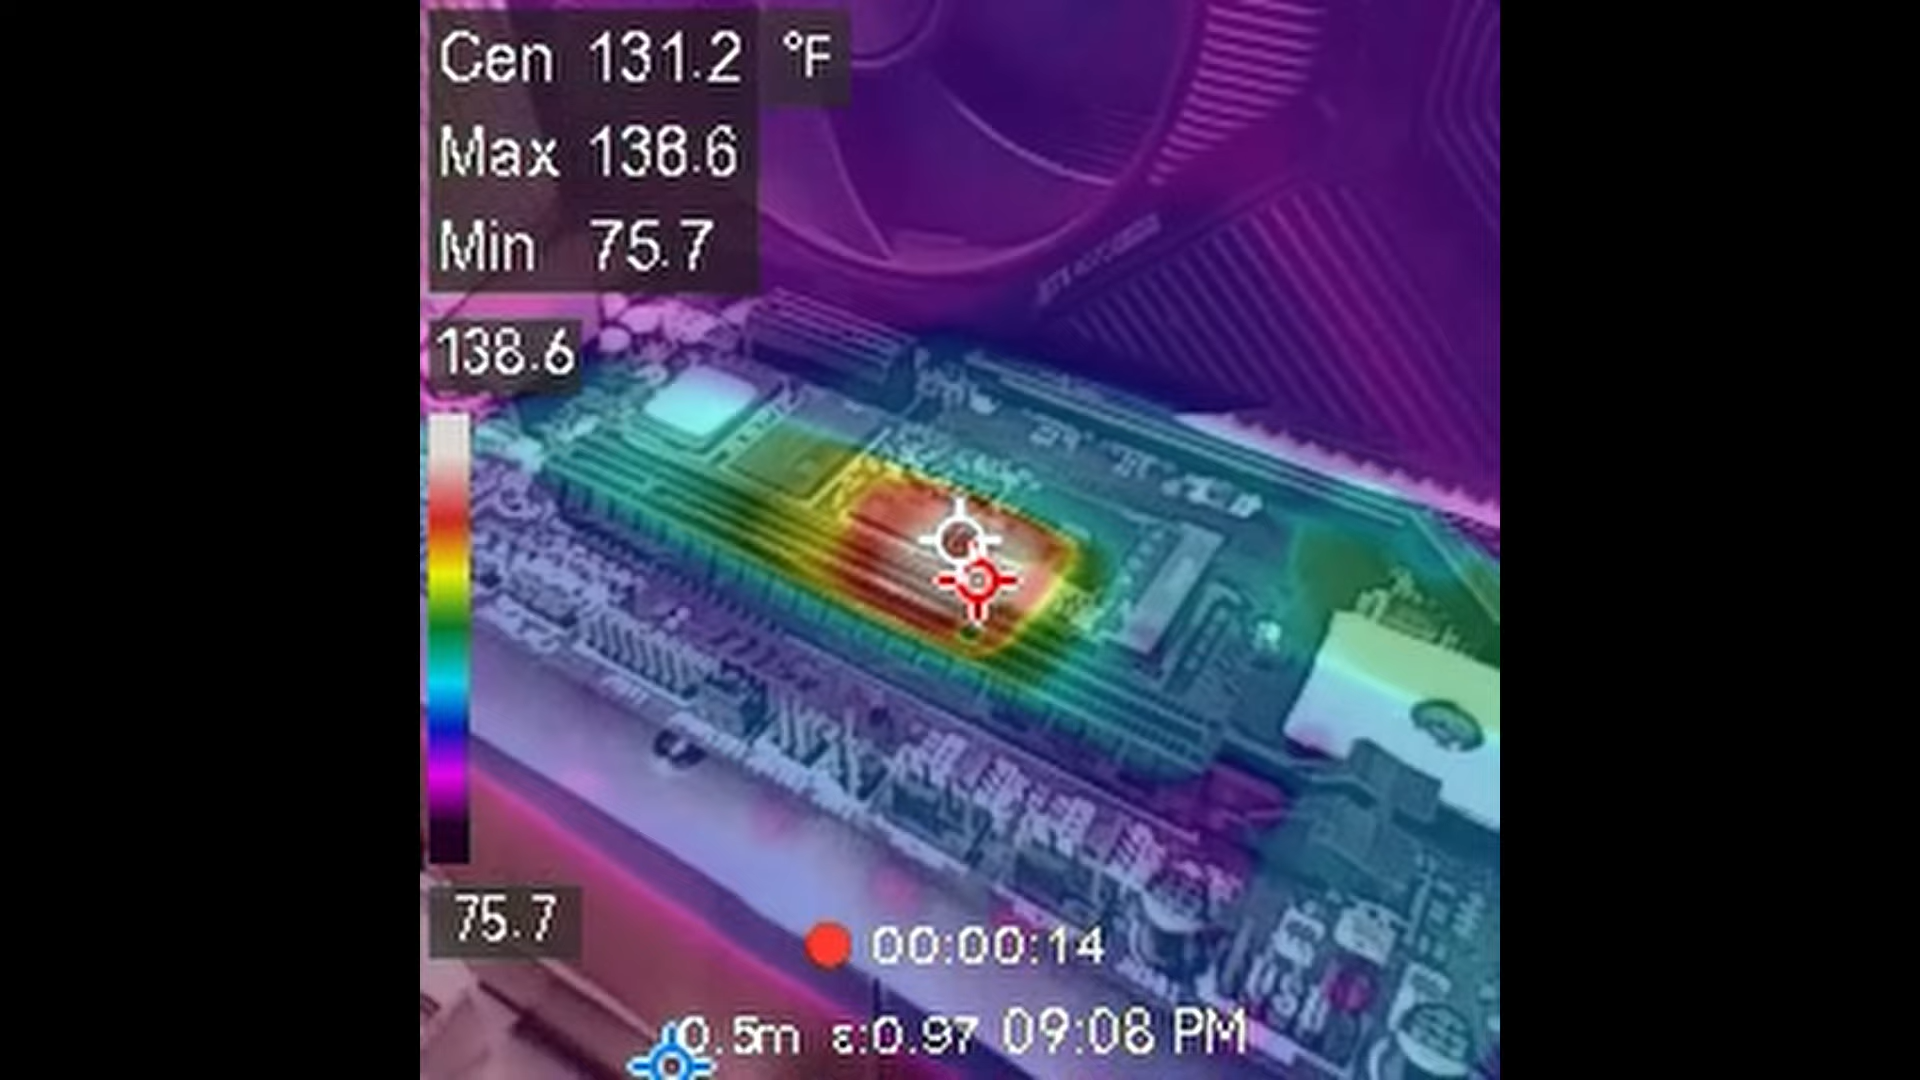 Cen 131.2 °F
Max 138.6
Min 75.7
138.6
75.7
00:00:14
0.5m ε:0.97 09:08 PM
USB